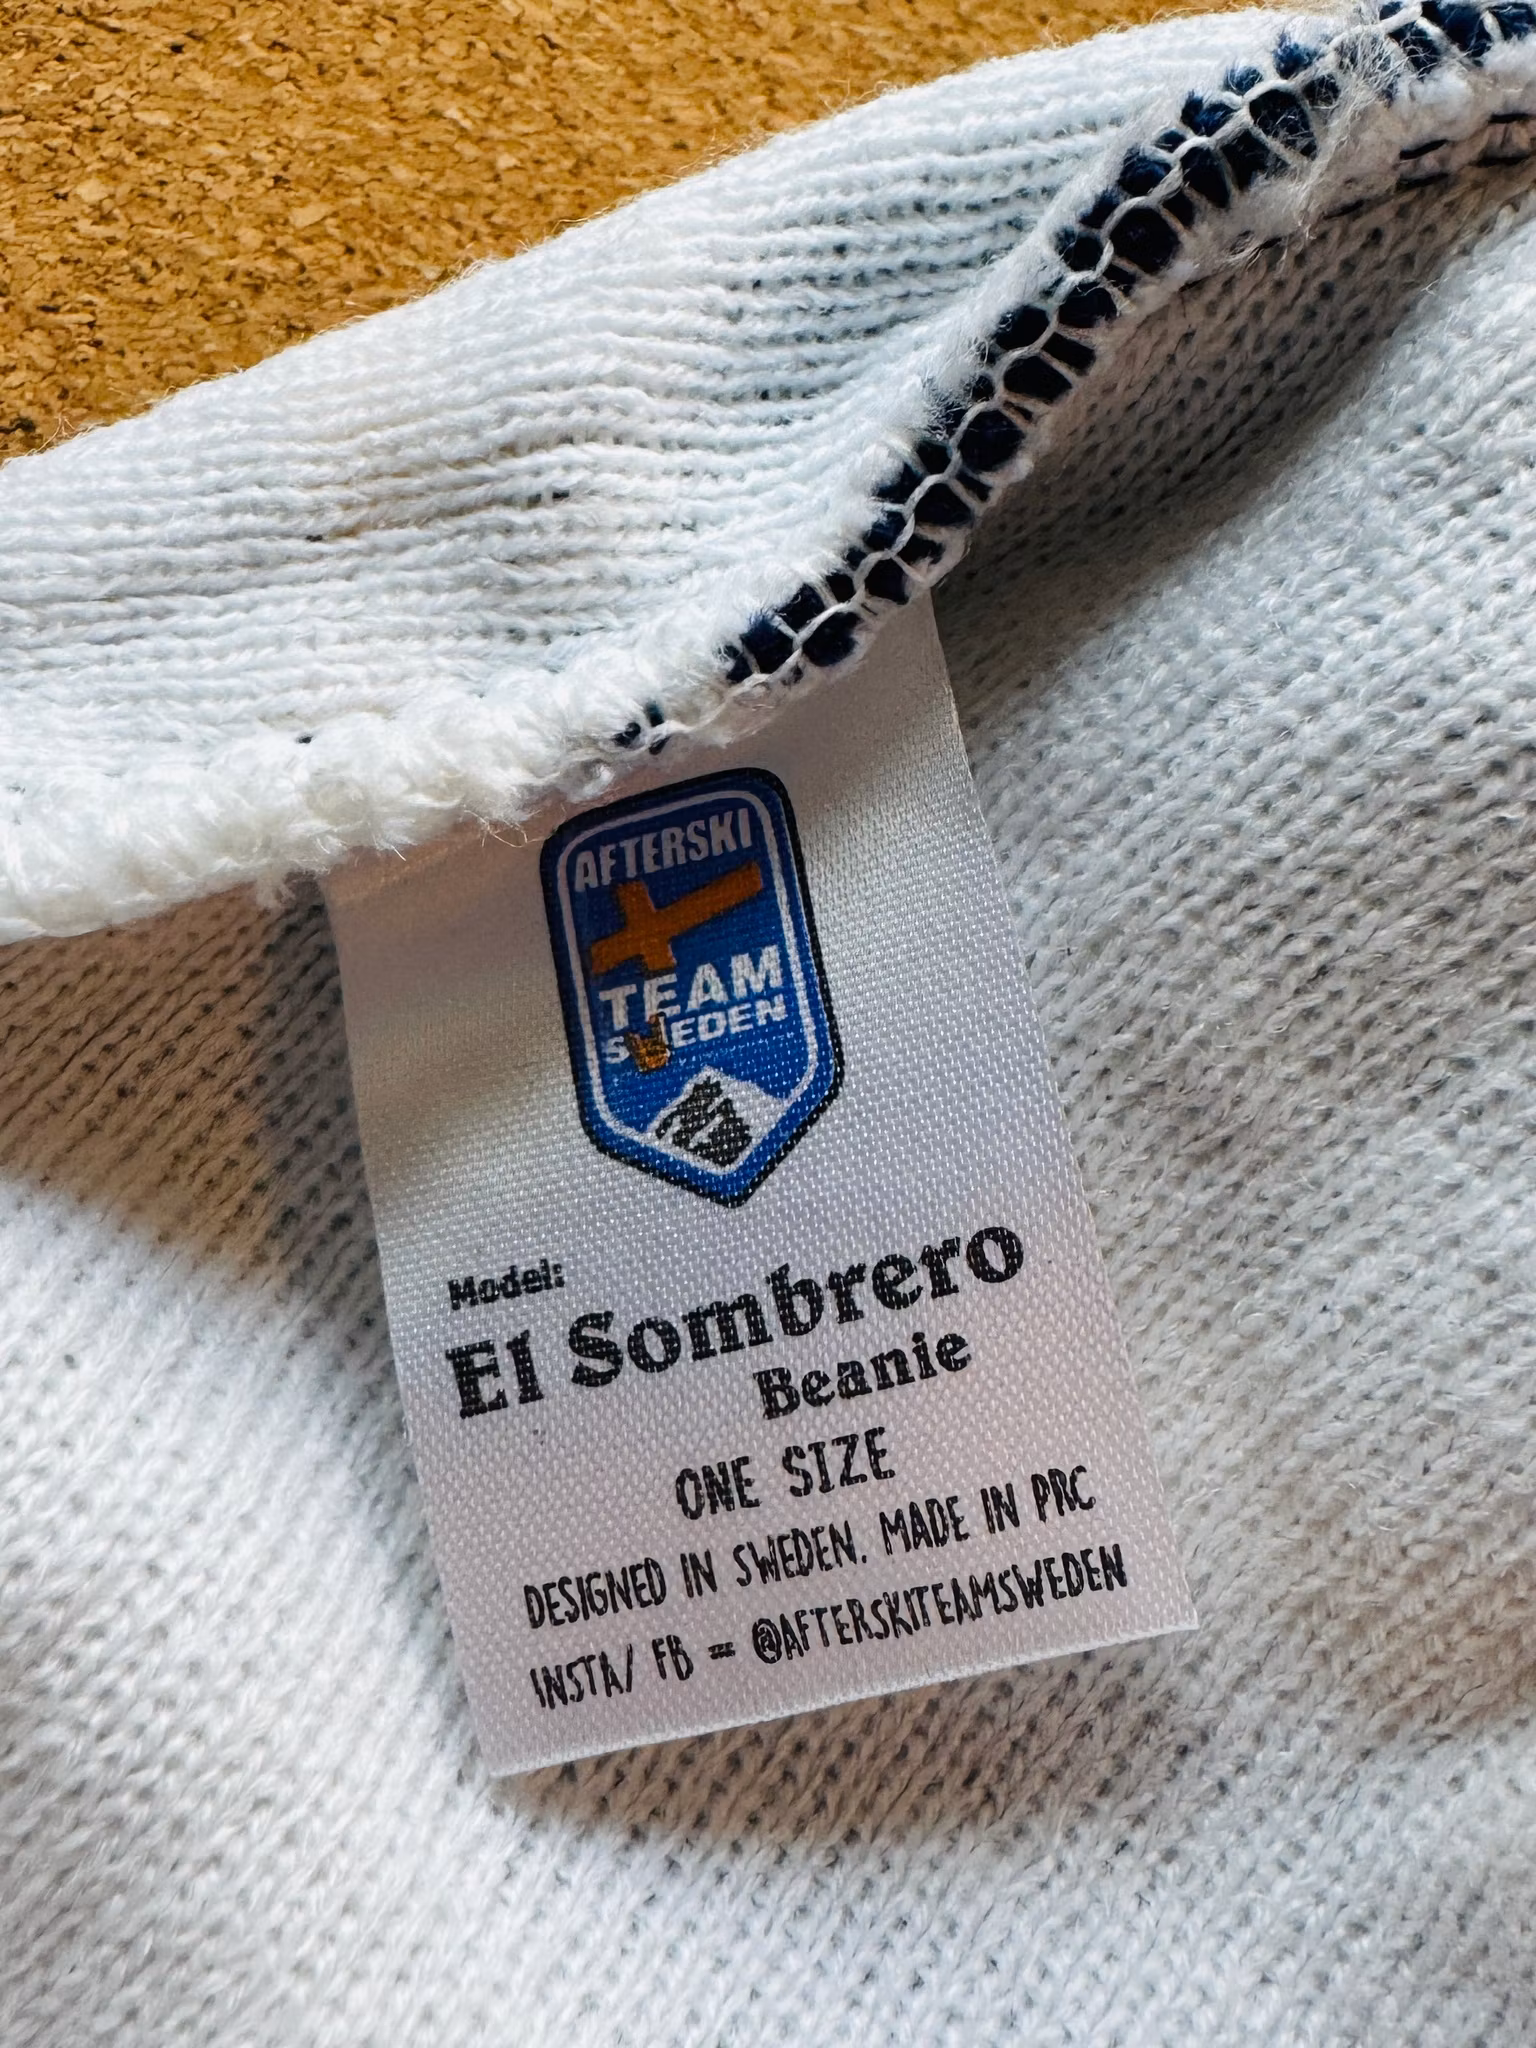 AFTERSKI
TEAM
SWEDEN
Model:
El Sombrero
Beanie
ONE SIZE
DESIGNED IN SWEDEN. MADE IN PRC
INSTA/ FB = @AFTERSKITEAMSWEDEN